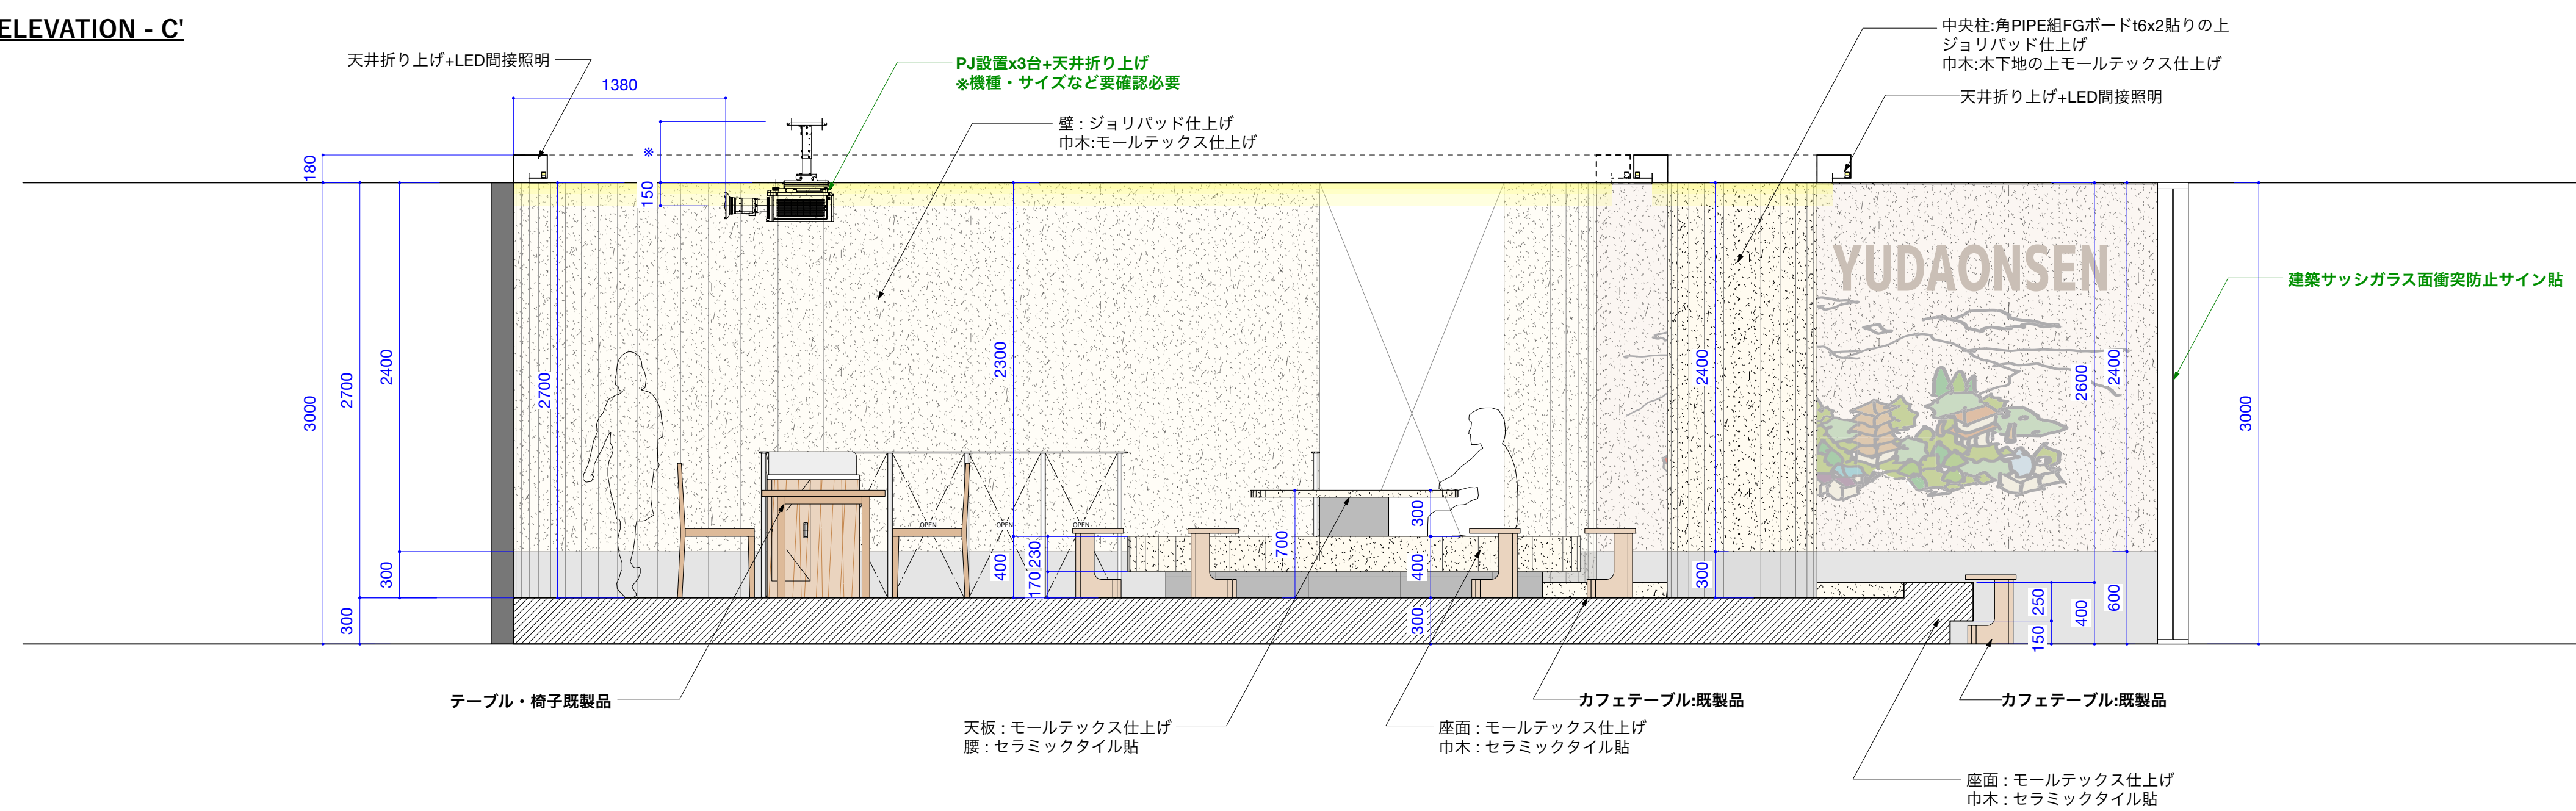 ELEVATION - C'
天井折り上げ+LED間接照明
PJ設置x3台+天井折り上げ
※機種・サイズなど要確認必要
中央柱:角PIPE組FGボードt6x2貼りの上
ジョリパッド仕上げ
巾木:木下地の上モールテックス仕上げ
天井折り上げ+LED間接照明
1380
壁 : ジョリパッド仕上げ
巾木:モールテックス仕上げ
※
180
150
YUDAONSEN
建築サッシガラス面衝突防止サイン貼
3000
2700
2400
2700
2300
2400
2600
2400
3000
OPEN
OPEN
OPEN
300
300
400
230
170
700
300
400
300
300
250
150
400
600
テーブル・椅子既製品
カフェテーブル:既製品
カフェテーブル:既製品
天板 : モールテックス仕上げ
腰 : セラミックタイル貼
座面 : モールテックス仕上げ
巾木 : セラミックタイル貼
座面 : モールテックス仕上げ
巾木 : セラミックタイル貼